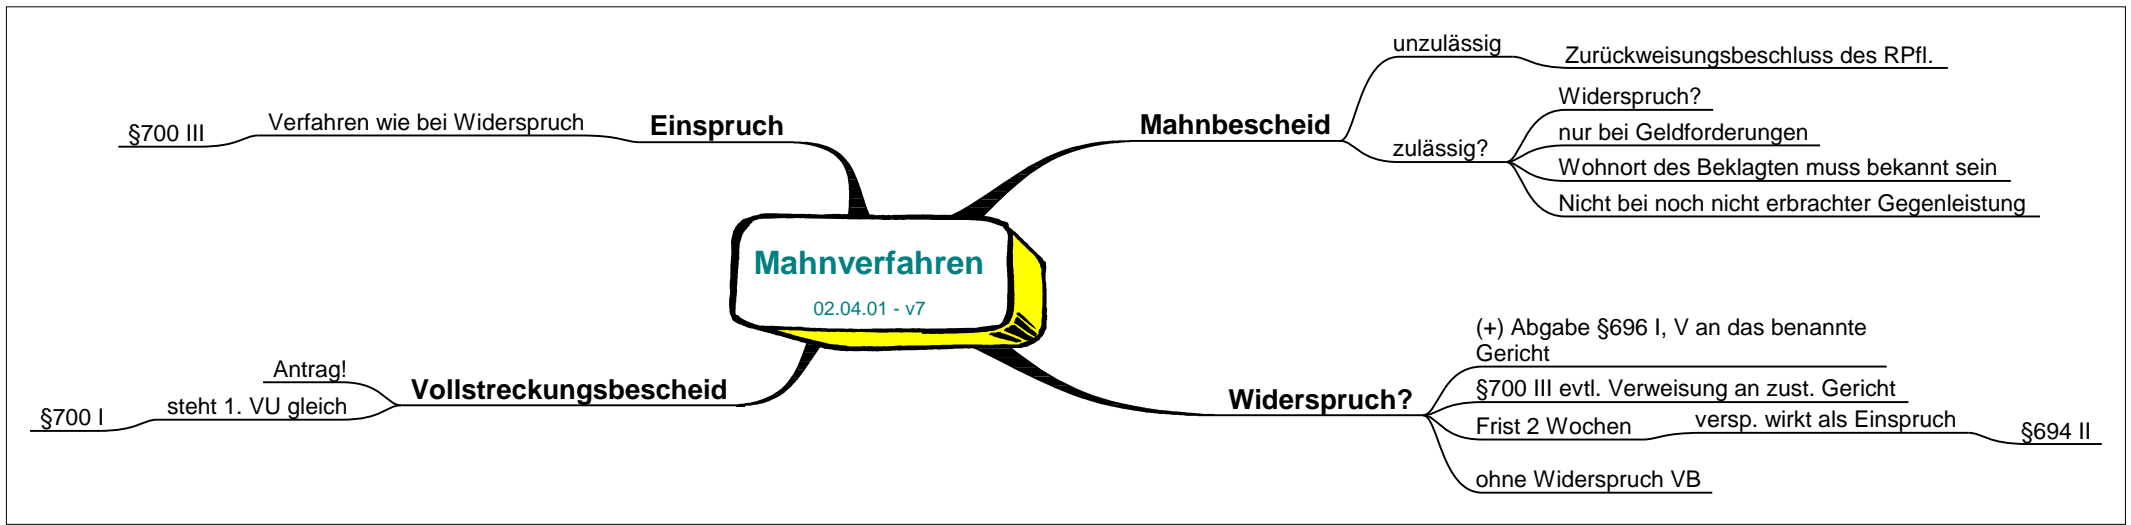 Mahnverfahren
02.04.01 - v7
Mahnbescheid
unzulässig
Zurückweisungsbeschluss des RPfl.
zulässig?
Widerspruch?
nur bei Geldforderungen
Wohnort des Beklagten muss bekannt sein
Nicht bei noch nicht erbrachter Gegenleistung
Widerspruch?
(+) Abgabe §696 I, V an das benannte
Gericht
§700 III evtl. Verweisung an zust. Gericht
Frist 2 Wochen
versp. wirkt als Einspruch
§694 II
ohne Widerspruch VB
Vollstreckungsbescheid
Antrag!
steht 1. VU gleich
§700 I
Einspruch
Verfahren wie bei Widerspruch
§700 III